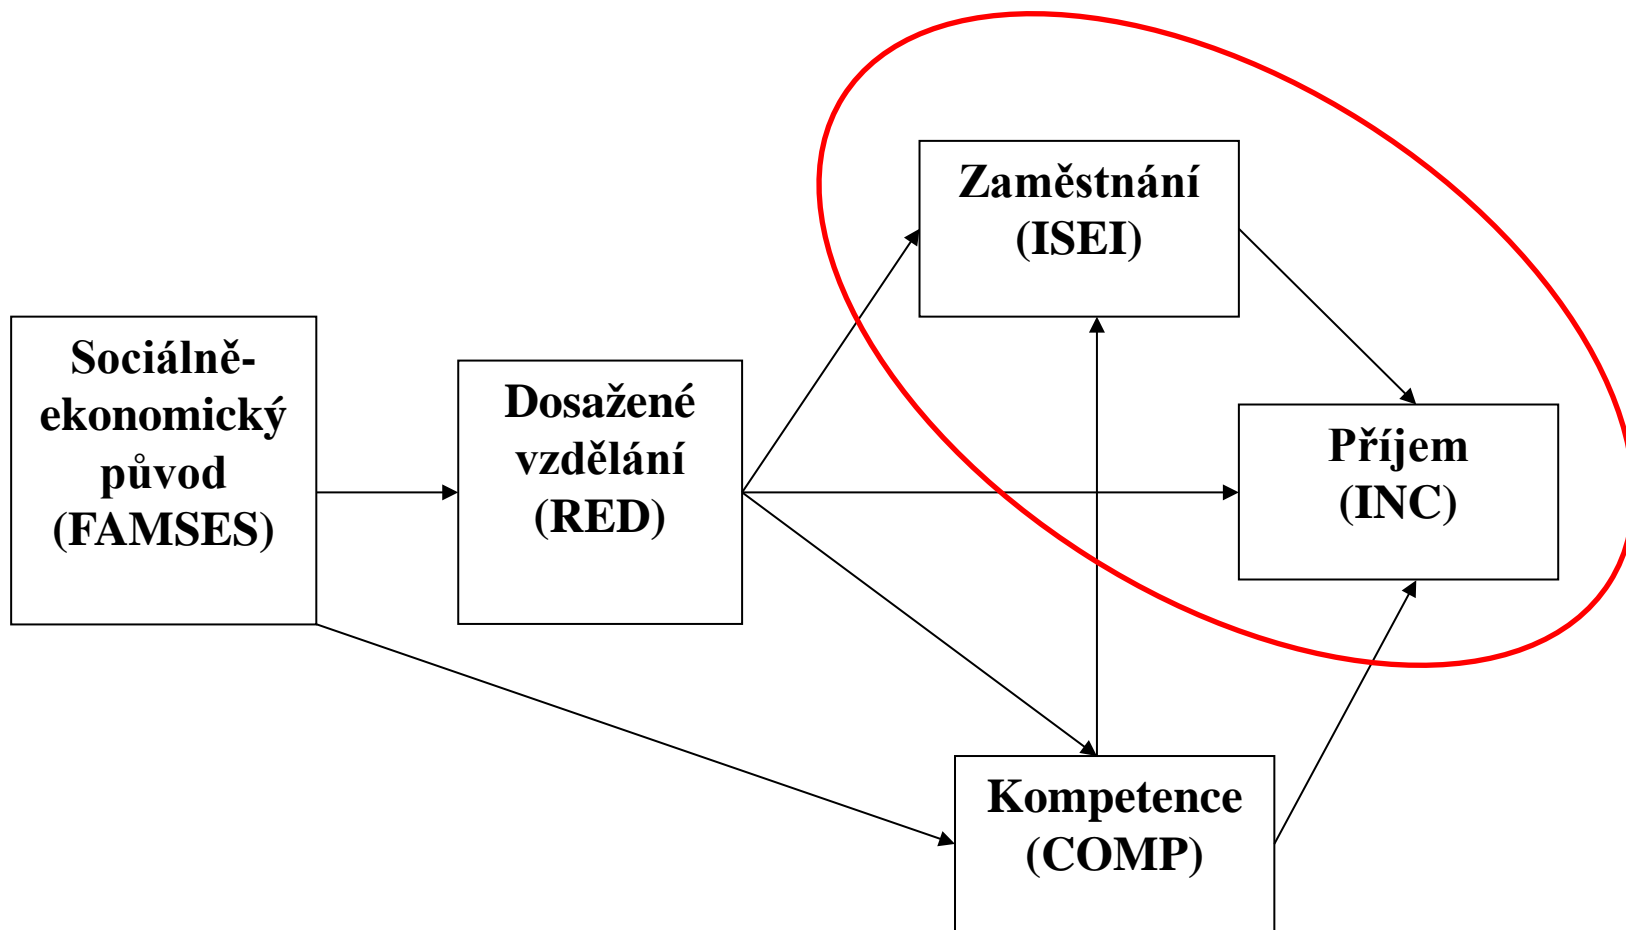 Sociálně-
ekonomický
původ
(FAMSES)
Dosažené
vzdělání
(RED)
Zaměstnání
(ISEI)
Příjem
(INC)
Kompetence
(COMP)